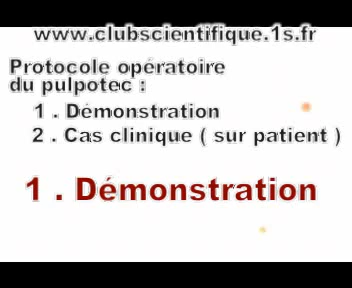 www.clubscientifique.1s.fr
Protocole opératoire
du pulpotec :
1 . Démonstration
2 . Cas clinique ( sur patient )
1 . Démonstration